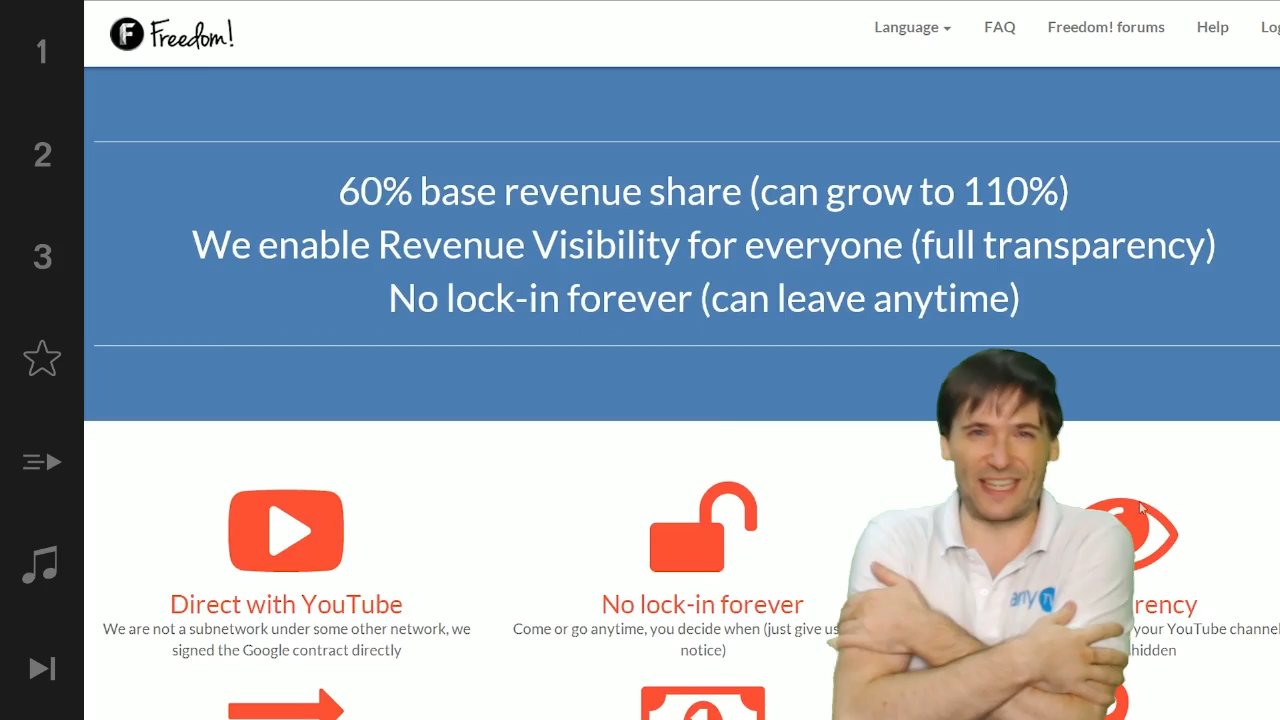 1
2
3
F Freedom!
Language
FAQ
Freedom! forums
Help
60% base revenue share (can grow to 110%)
We enable Revenue Visibility for everyone (full transparency)
No lock-in forever (can leave anytime)
Direct with YouTube
We are not a subnetwork under some other network, we
signed the Google contract directly
No lock-in forever
Come or go anytime, you decide when (just give us
notice)
your YouTube channel
hidden
any TV